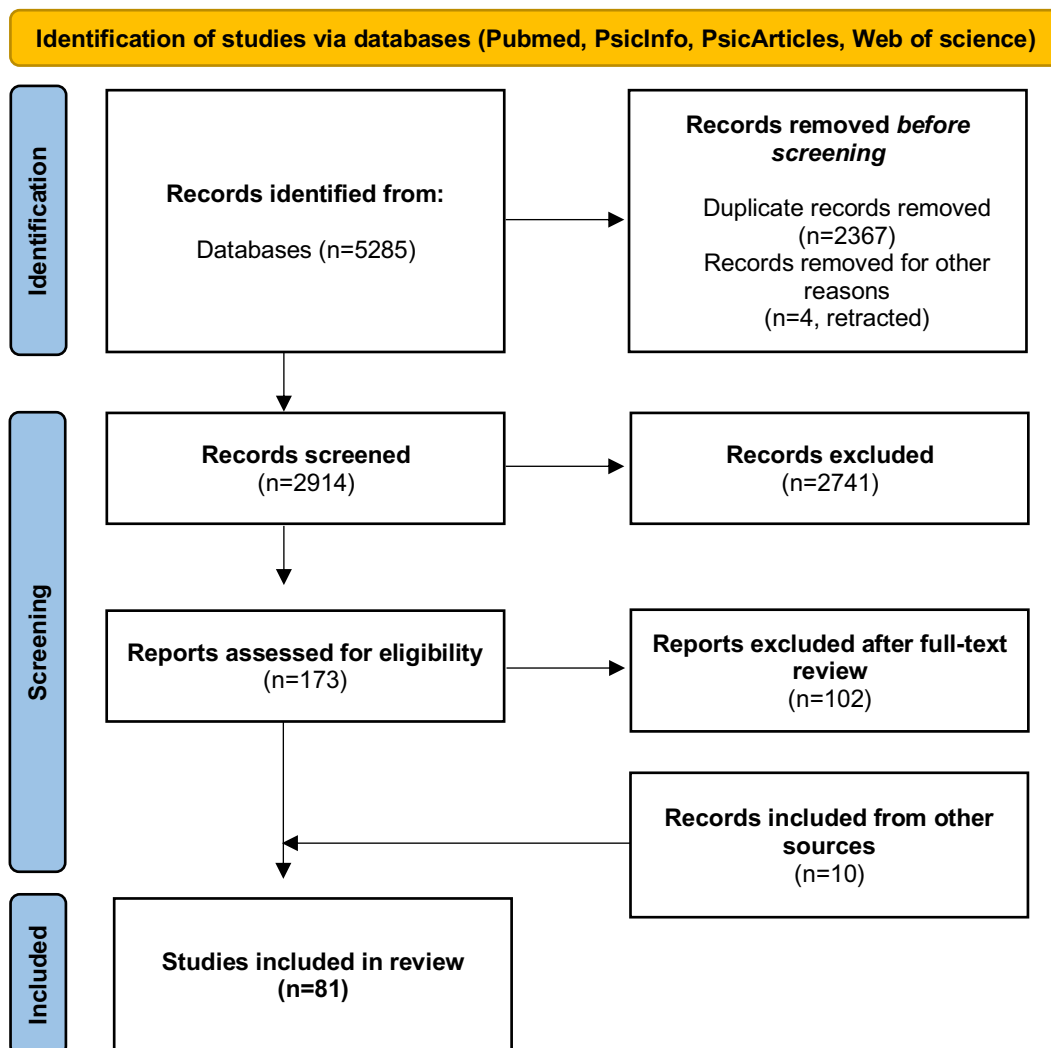 Identification of studies via databases (Pubmed, PsicInfo, PsicArticles, Web of science)
Identification
Records identified from:
Databases (n=5285)
Records removed before
screening
Duplicate records removed
(n=2367)
Records removed for other
reasons
(n=4, retracted)
Screening
Records screened
(n=2914)
Records excluded
(n=2741)
Reports assessed for eligibility
(n=173)
Reports excluded after full-text
review
(n=102)
Records included from other
sources
(n=10)
Included
Studies included in review
(n=81)